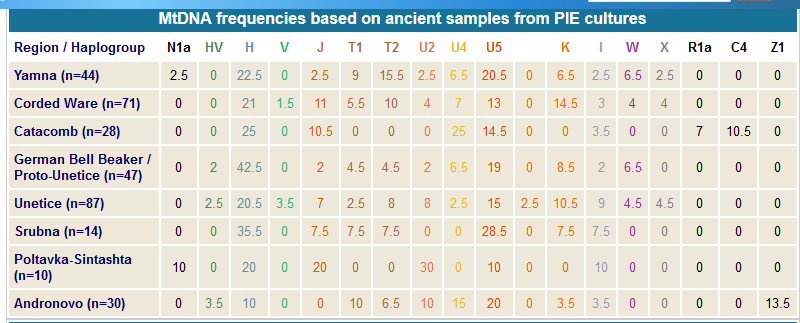 MtDNA frequencies based on ancient samples from PIE cultures
Region / Haplogroup N1a HV H V J T1 T2 U2 U4 U5 K I W X R1a C4 Z1
Yamna (n=44) 2.5 0 22.5 0 2.5 9 15.5 2.5 6.5 20.5 0 6.5 2.5 6.5 2.5 0 0 0
Corded Ware (n=71) 0 0 21 1.5 11 5.5 10 4 7 13 0 14.5 3 4 4 0 0 0
Catacomb (n=28) 0 0 25 0 10.5 0 0 0 25 14.5 0 0 3.5 0 0 7 10.5 0
German Bell Beaker /
Proto-Unetice (n=47) 0 2 42.5 0 2 4.5 4.5 2 6.5 19 0 8.5 2 6.5 0 0 0 0
Unetice (n=87) 0 2.5 20.5 3.5 7 2.5 8 8 2.5 15 2.5 10.5 9 4.5 4.5 0 0 0
Srubna (n=14) 0 0 35.5 0 7.5 7.5 7.5 0 0 28.5 0 7.5 7.5 0 0 0 0 0
Poltavka-Sintashta
(n=10) 10 0 20 0 20 0 0 30 0 10 0 0 10 0 0 0 0 0
Andronovo (n=30) 0 3.5 10 0 0 10 6.5 10 15 20 0 3.5 3.5 0 0 0 0 13.5